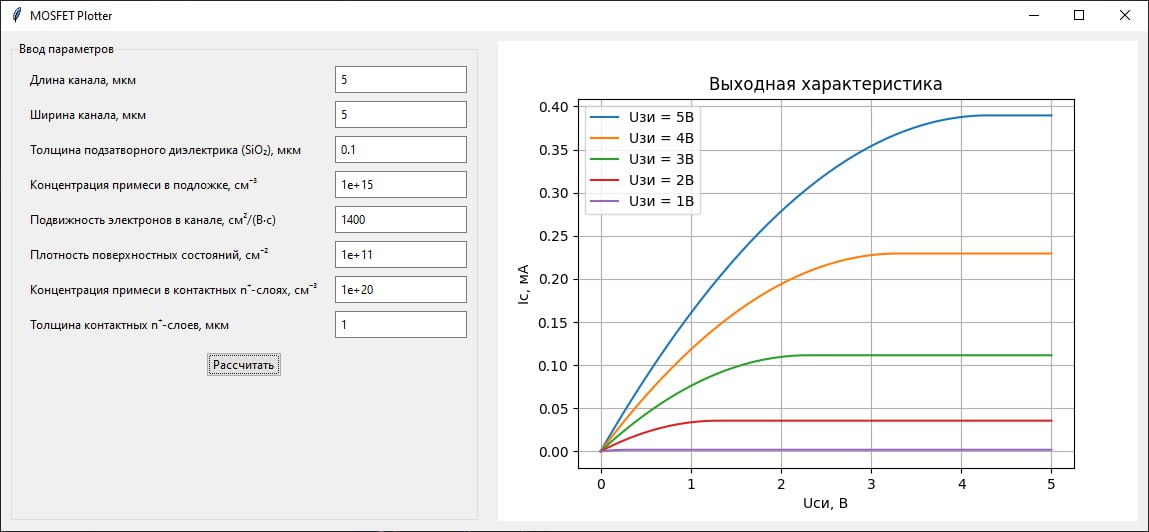 MOSFET Plotter
Ввод параметров
Длина канала, мкм
5
Ширина канала, мкм
5
Толщина подзатворного диэлектрика (SiO₂), мкм
0.1
Концентрация примеси в подложке, см⁻³
1e+15
Подвижность электронов в канале, см²/(В·с)
1400
Плотность поверхностных состояний, см⁻²
1e+11
Концентрация примеси в контактных n⁺-слоях, см⁻³
1e+20
Толщина контактных n⁺-слоев, мкм
1
Рассчитать
Выходная характеристика
Uзи = 5В
Uзи = 4В
Uзи = 3В
Uзи = 2В
Uзи = 1В
0.40
0.35
0.30
0.25
0.20
0.15
0.10
0.05
0.00
Iс, мА
0 1 2 3 4 5
Uси, В